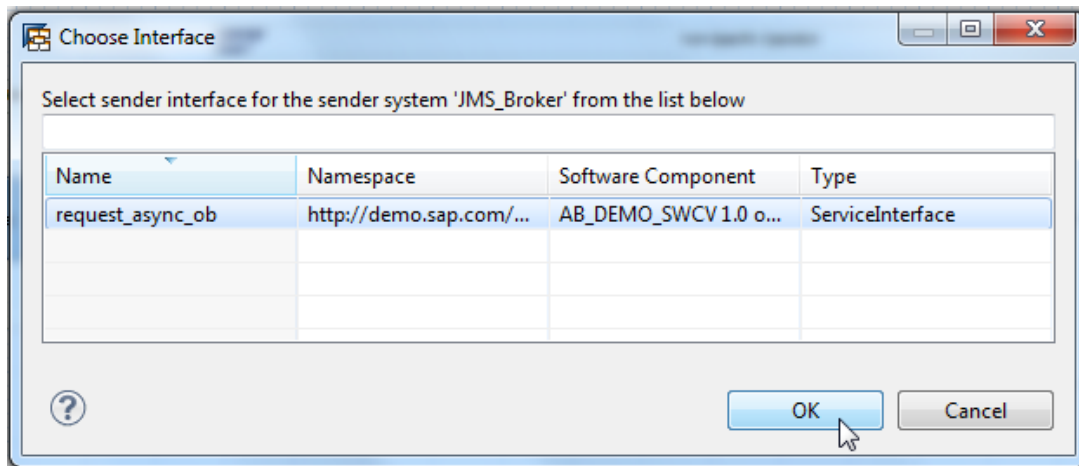 Choose Interface
Select sender interface for the sender system 'JMS_Broker' from the list below
Name Namespace Software Component Type
request_async_ob http://demo.sap.com/... AB_DEMO_SWCV 1.0 o... ServiceInterface
?
OK Cancel